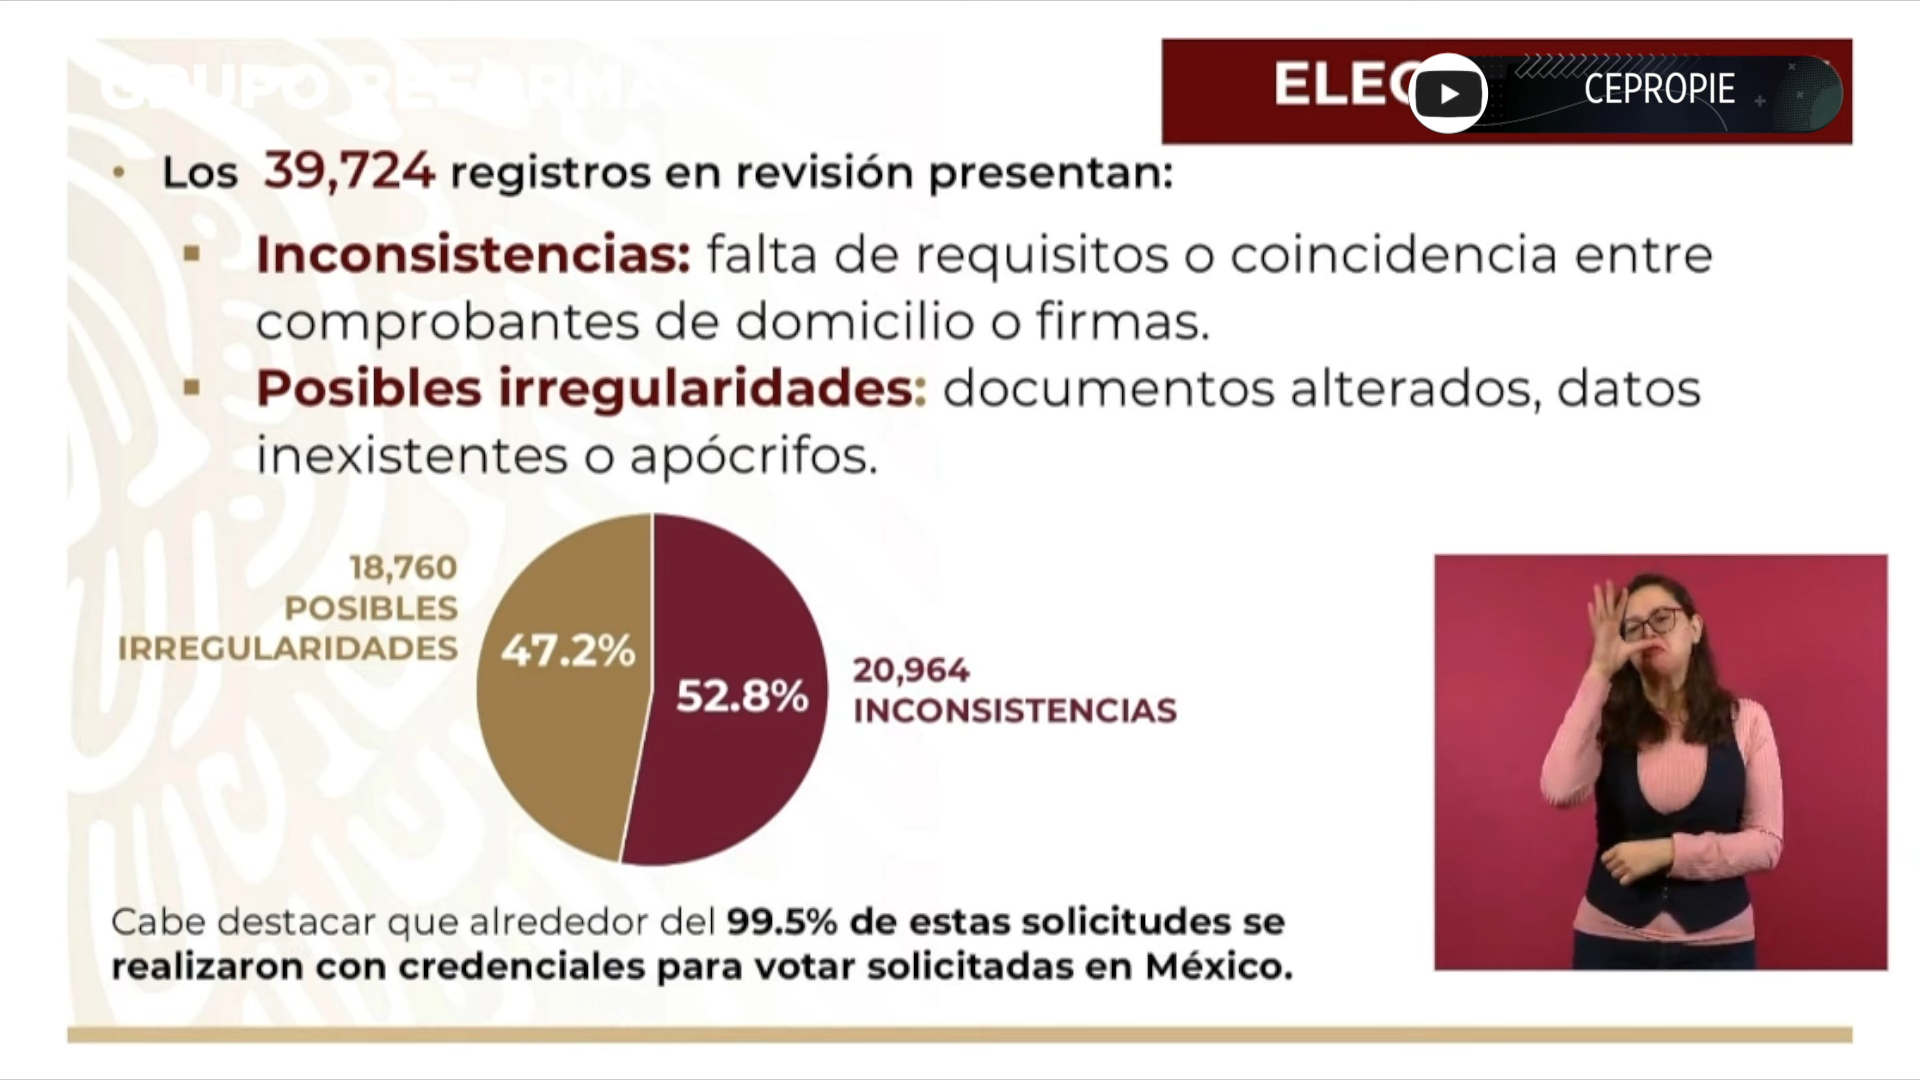 GRUPO REFORMA
CEPROPIE
Los 39,724 registros en revisión presentan:
Inconsistencias: falta de requisitos o coincidencia entre
comprobantes de domicilio o firmas.
Posibles irregularidades: documentos alterados, datos
inexistentes o apócrifos.
18,760
POSIBLES
IRREGULARIDADES
47.2%
52.8%
20,964
INCONSISTENCIAS
Cabe destacar que alrededor del 99.5% de estas solicitudes se
realizaron con credenciales para votar solicitadas en México.